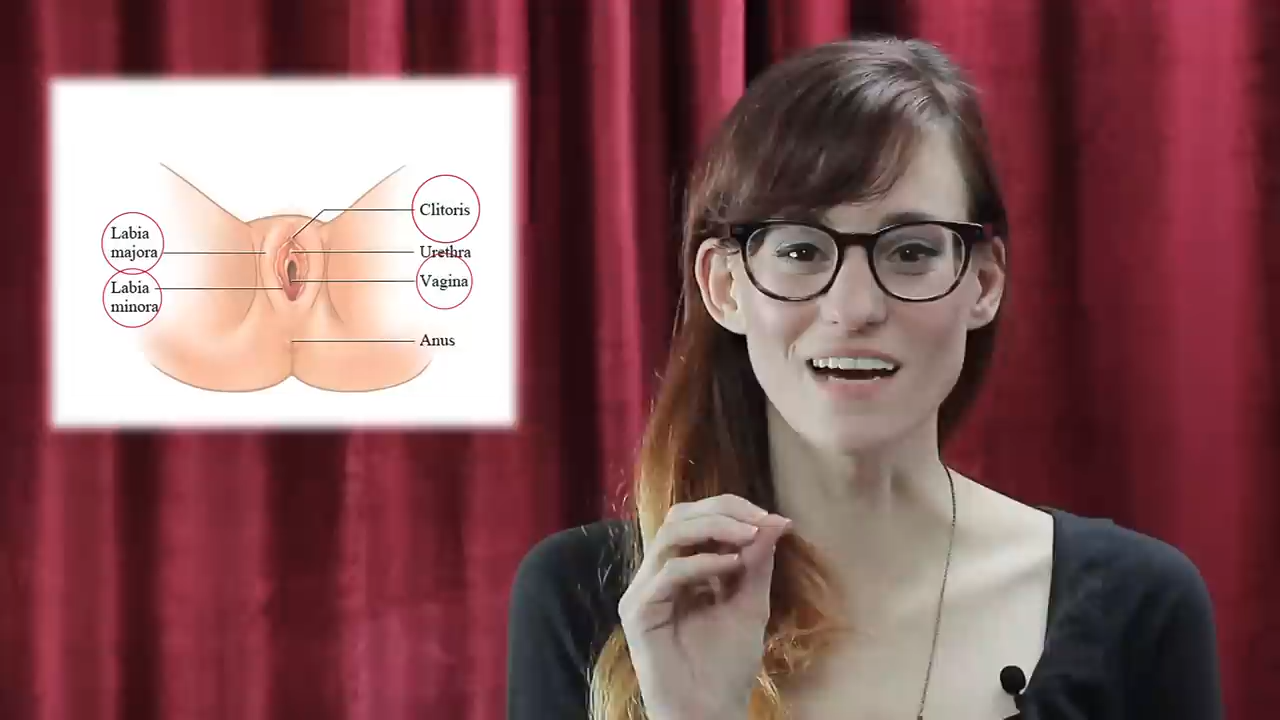 Labia
majora
Labia
minora
Clitoris
Urethra
Vagina
Anus